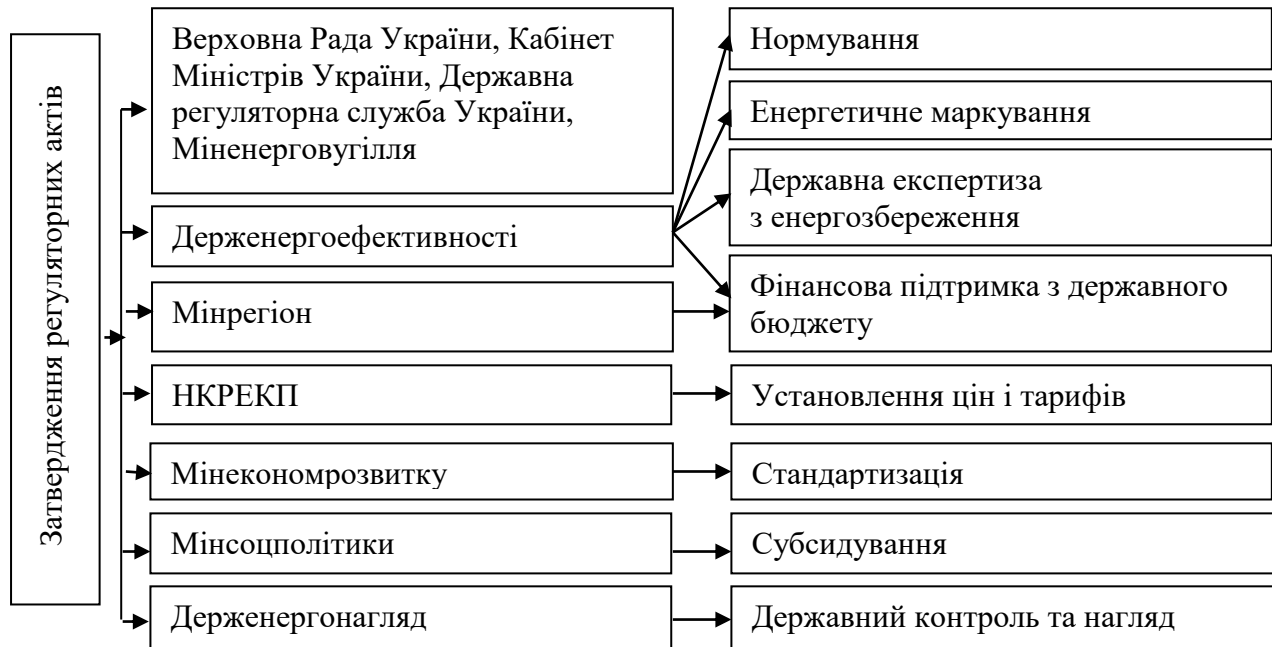 Затвердження регуляторних актів
Верховна Рада України, Кабінет
Міністрів України, Державна
регуляторна служба України,
Міненерговугілля
Держенергоефективності
Мінрегіон
НКРЕКП
Мінекономрозвитку
Мінсоцполітики
Держенергонагляд
Нормування
Енергетичне маркування
Державна експертиза
з енергозбереження
Фінансова підтримка з державного
бюджету
Установлення цін і тарифів
Стандартизація
Субсидування
Державний контроль та нагляд